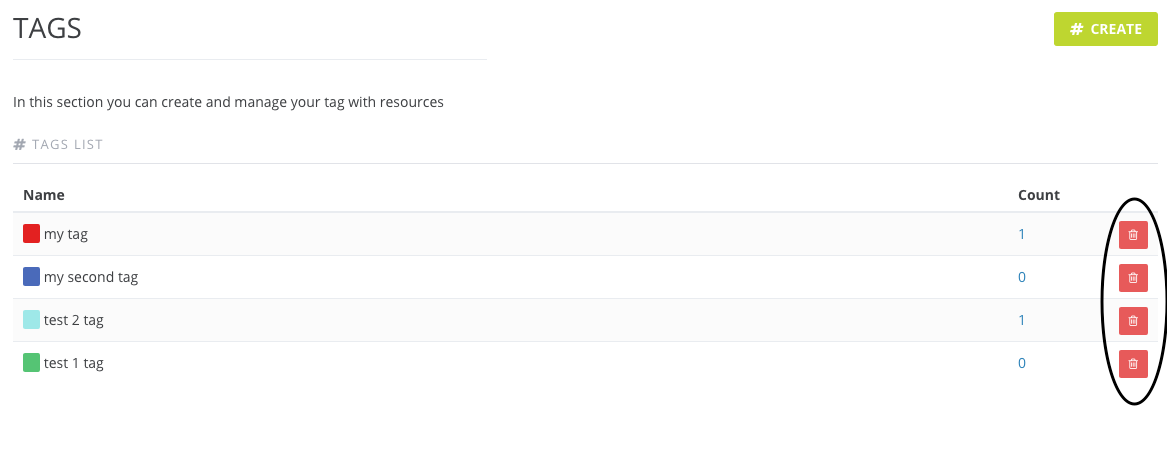 TAGS
# CREATE
In this section you can create and manage your tag with resources
# TAGS LIST
Name Count
my tag 1
my second tag 0
test 2 tag 1
test 1 tag 0